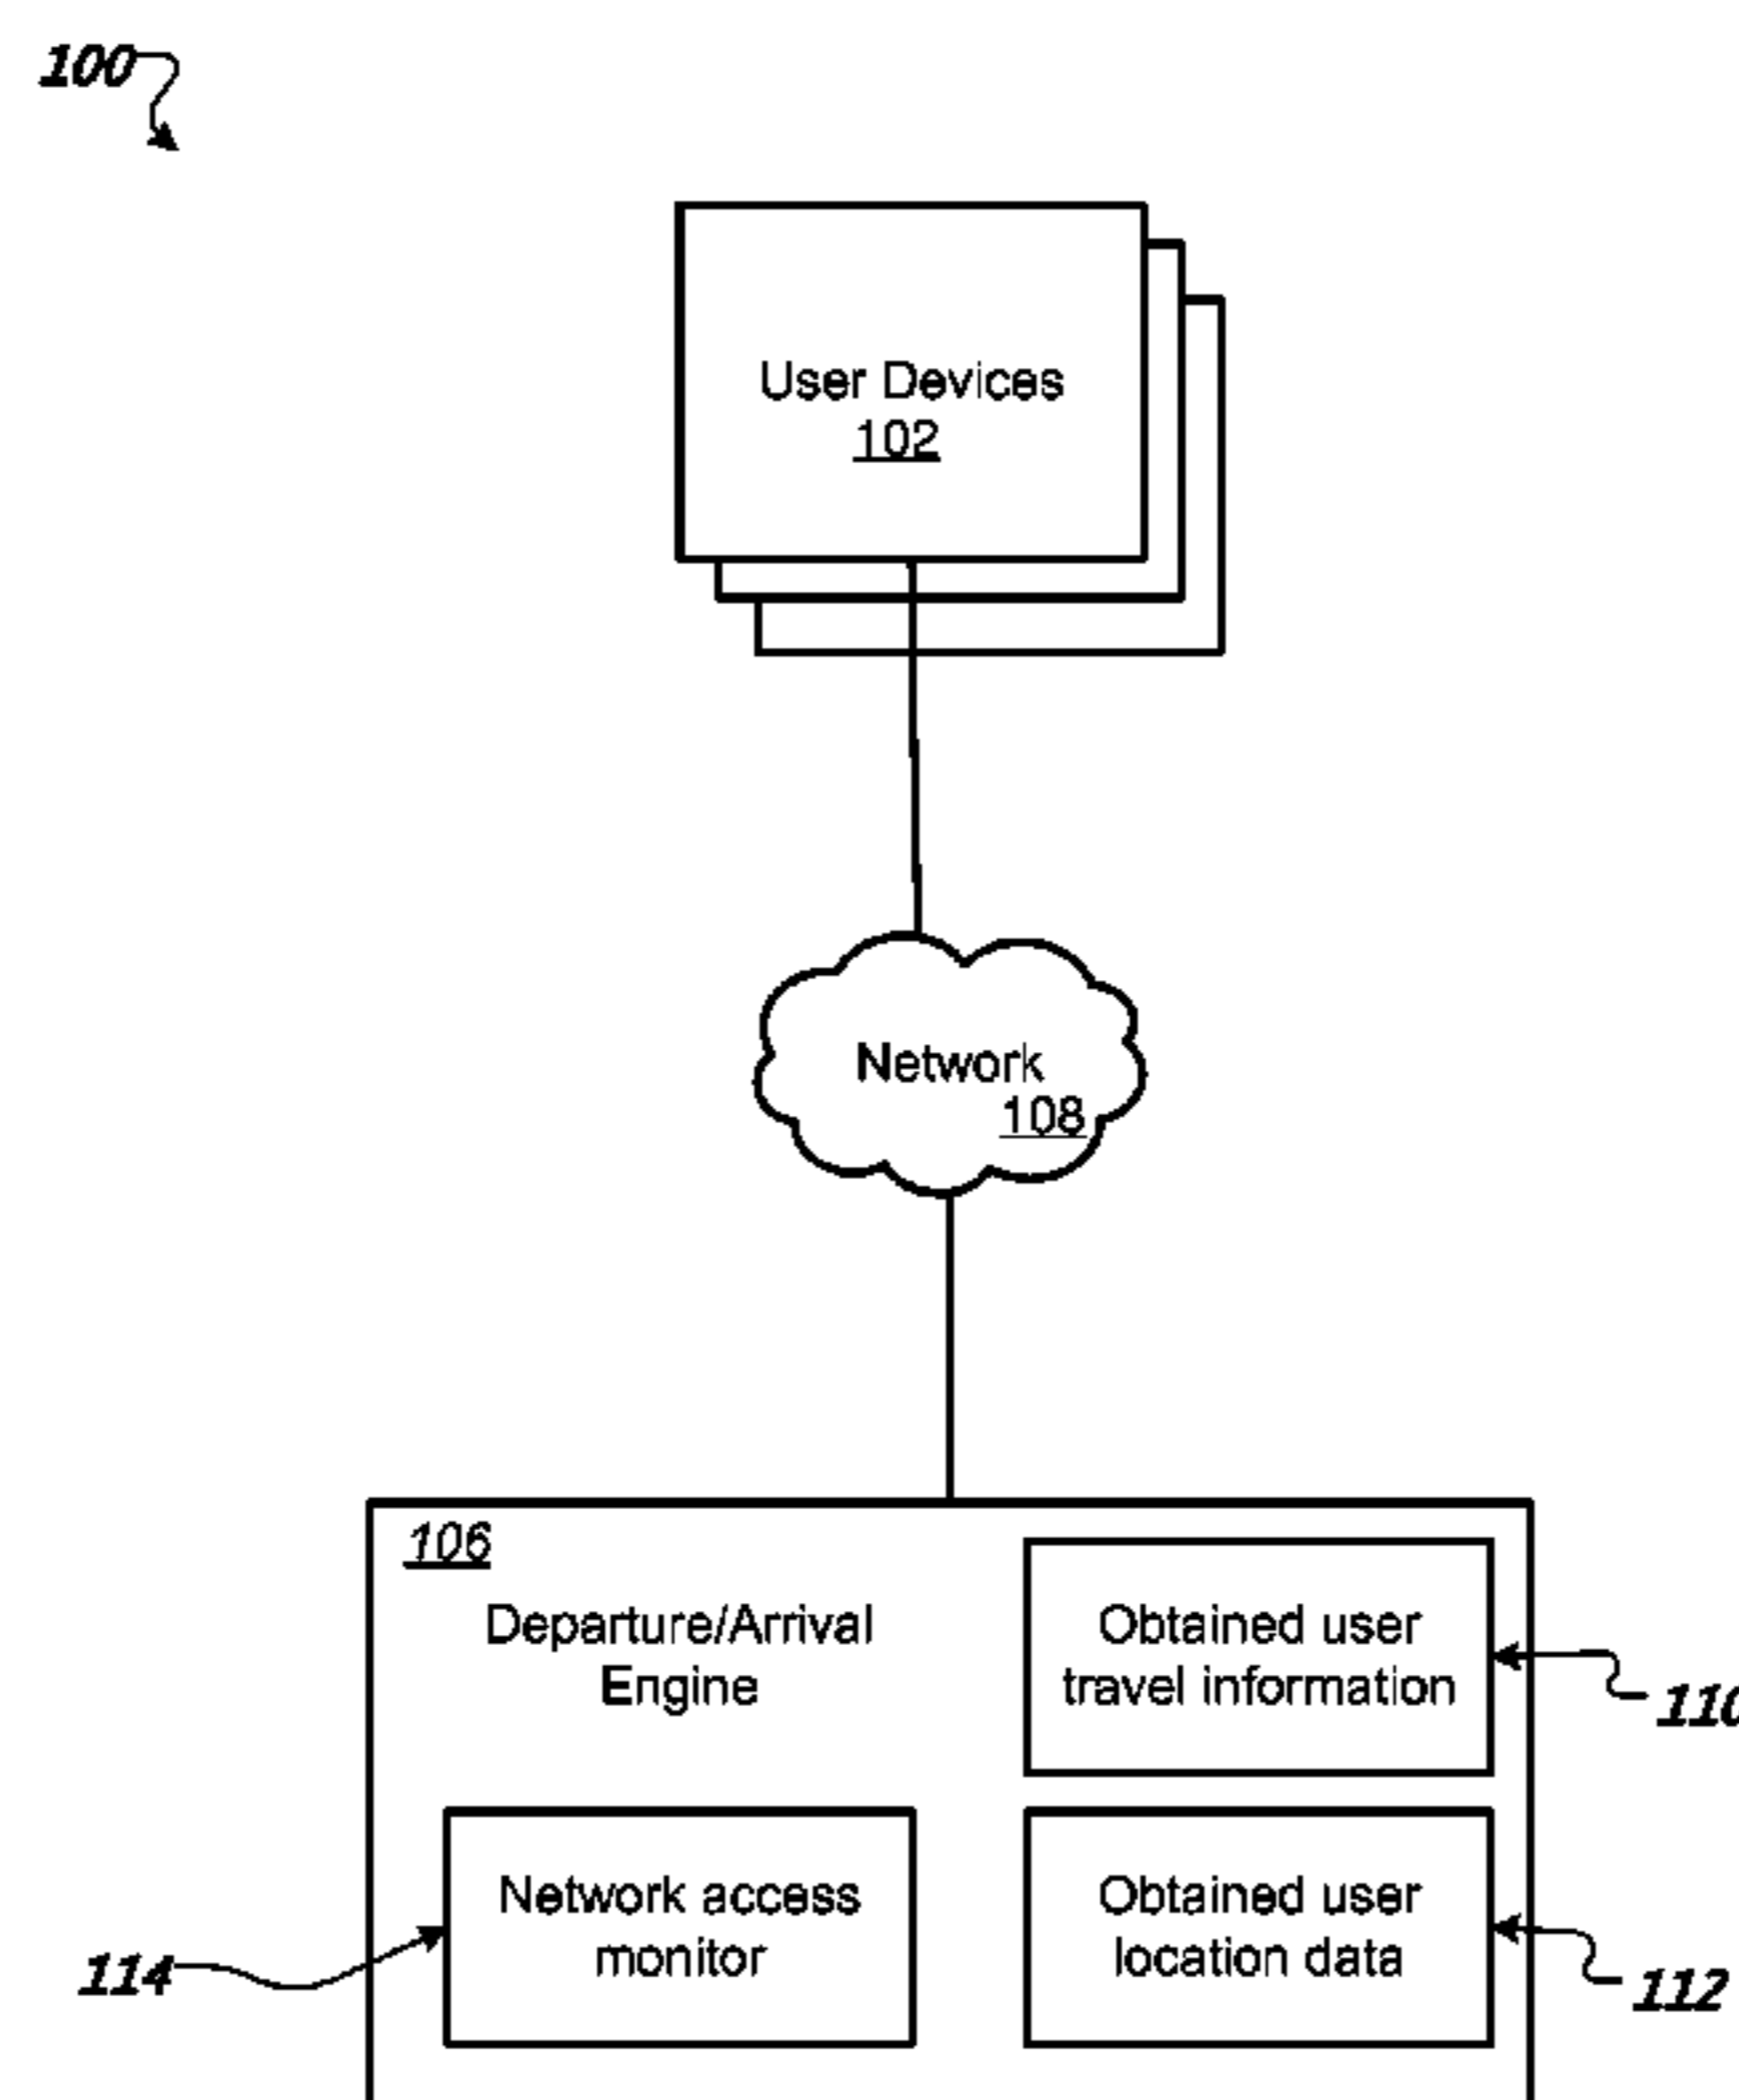 100
User Devices
102
Network
108
106
Departure/Arrival
Engine
Obtained user
travel information
110
Network access
monitor
Obtained user
location data
114
112